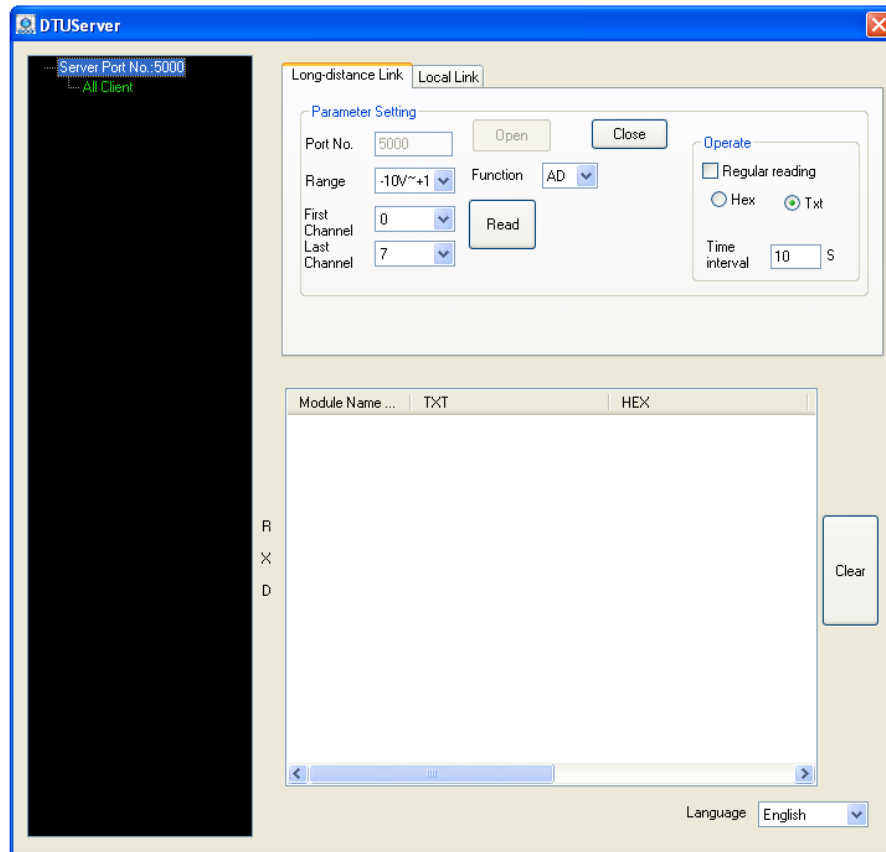 DTUServer
Server Port No.:5000
All Client
Long-distance Link Local Link
Parameter Setting
Port No. 5000 Open Close
Range -10V~+1 Function AD
First Channel 0 Read
Last Channel 7
Operate
Regular reading
Hex Txt
Time interval 10 S
Module Name ... TXT HEX
R
X
D
Clear
Language English